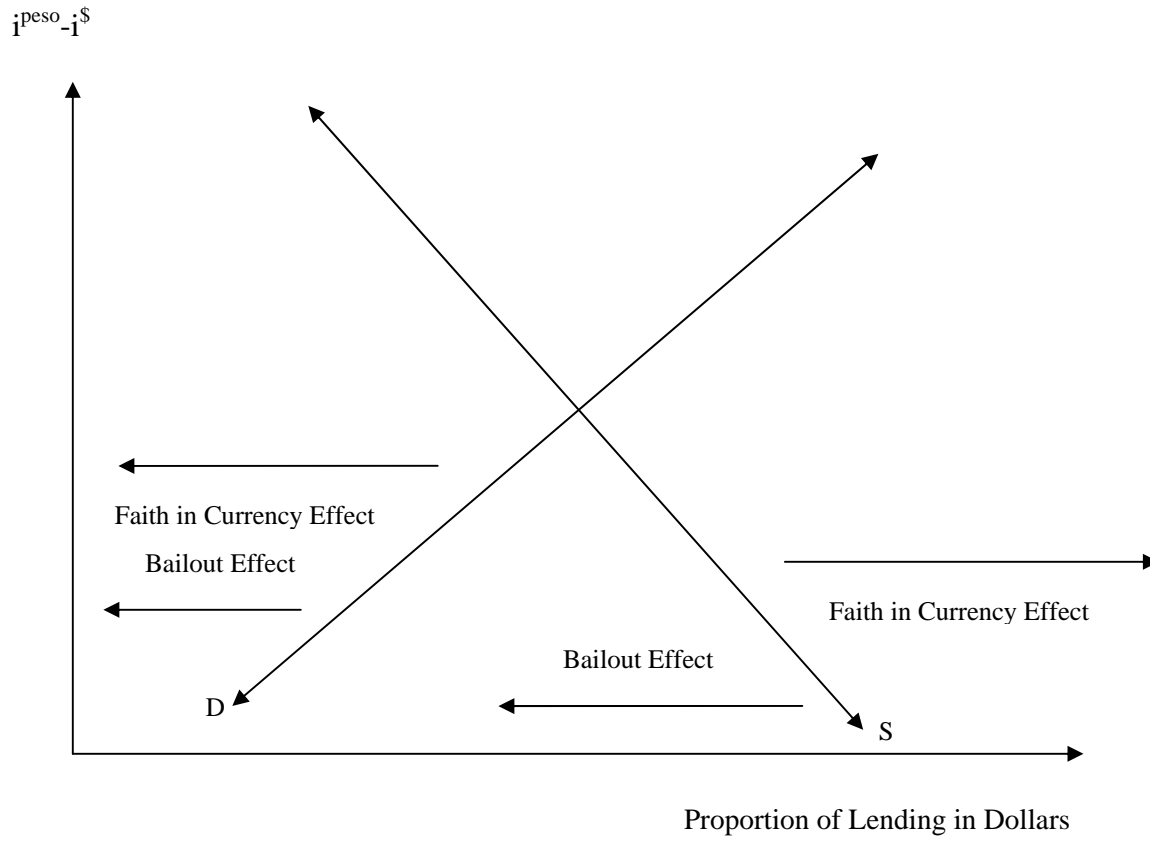 i^peso-i^$
Faith in Currency Effect
Bailout Effect
Faith in Currency Effect
Bailout Effect
D
S
Proportion of Lending in Dollars